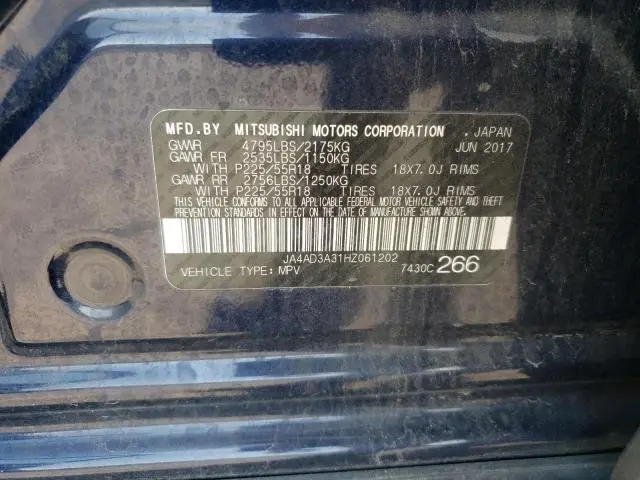 MFD.BY MITSUBISHI MOTORS CORPORATION . JAPAN
GVWR 4795LBS/2175KG JUN 2017
GAWR FR 2535LBS/1150KG
WITH P225/55R18 TIRES 18X7.0J RIMS
GAWR RR 2756LBS/1250KG
WITH P225/55R18 TIRES 18X7.0J RIMS
THIS VEHICLE CONFORMS TO ALL APPLICABLE FEDERAL MOTOR VEHICLE SAFETY AND THEFT
PREVENTION STANDARDS IN EFFECT ON THE DATE OF MANUFACTURE SHOWN ABOVE.
JA4AD3A31HZ061202
VEHICLE TYPE:MPV 7430C 266